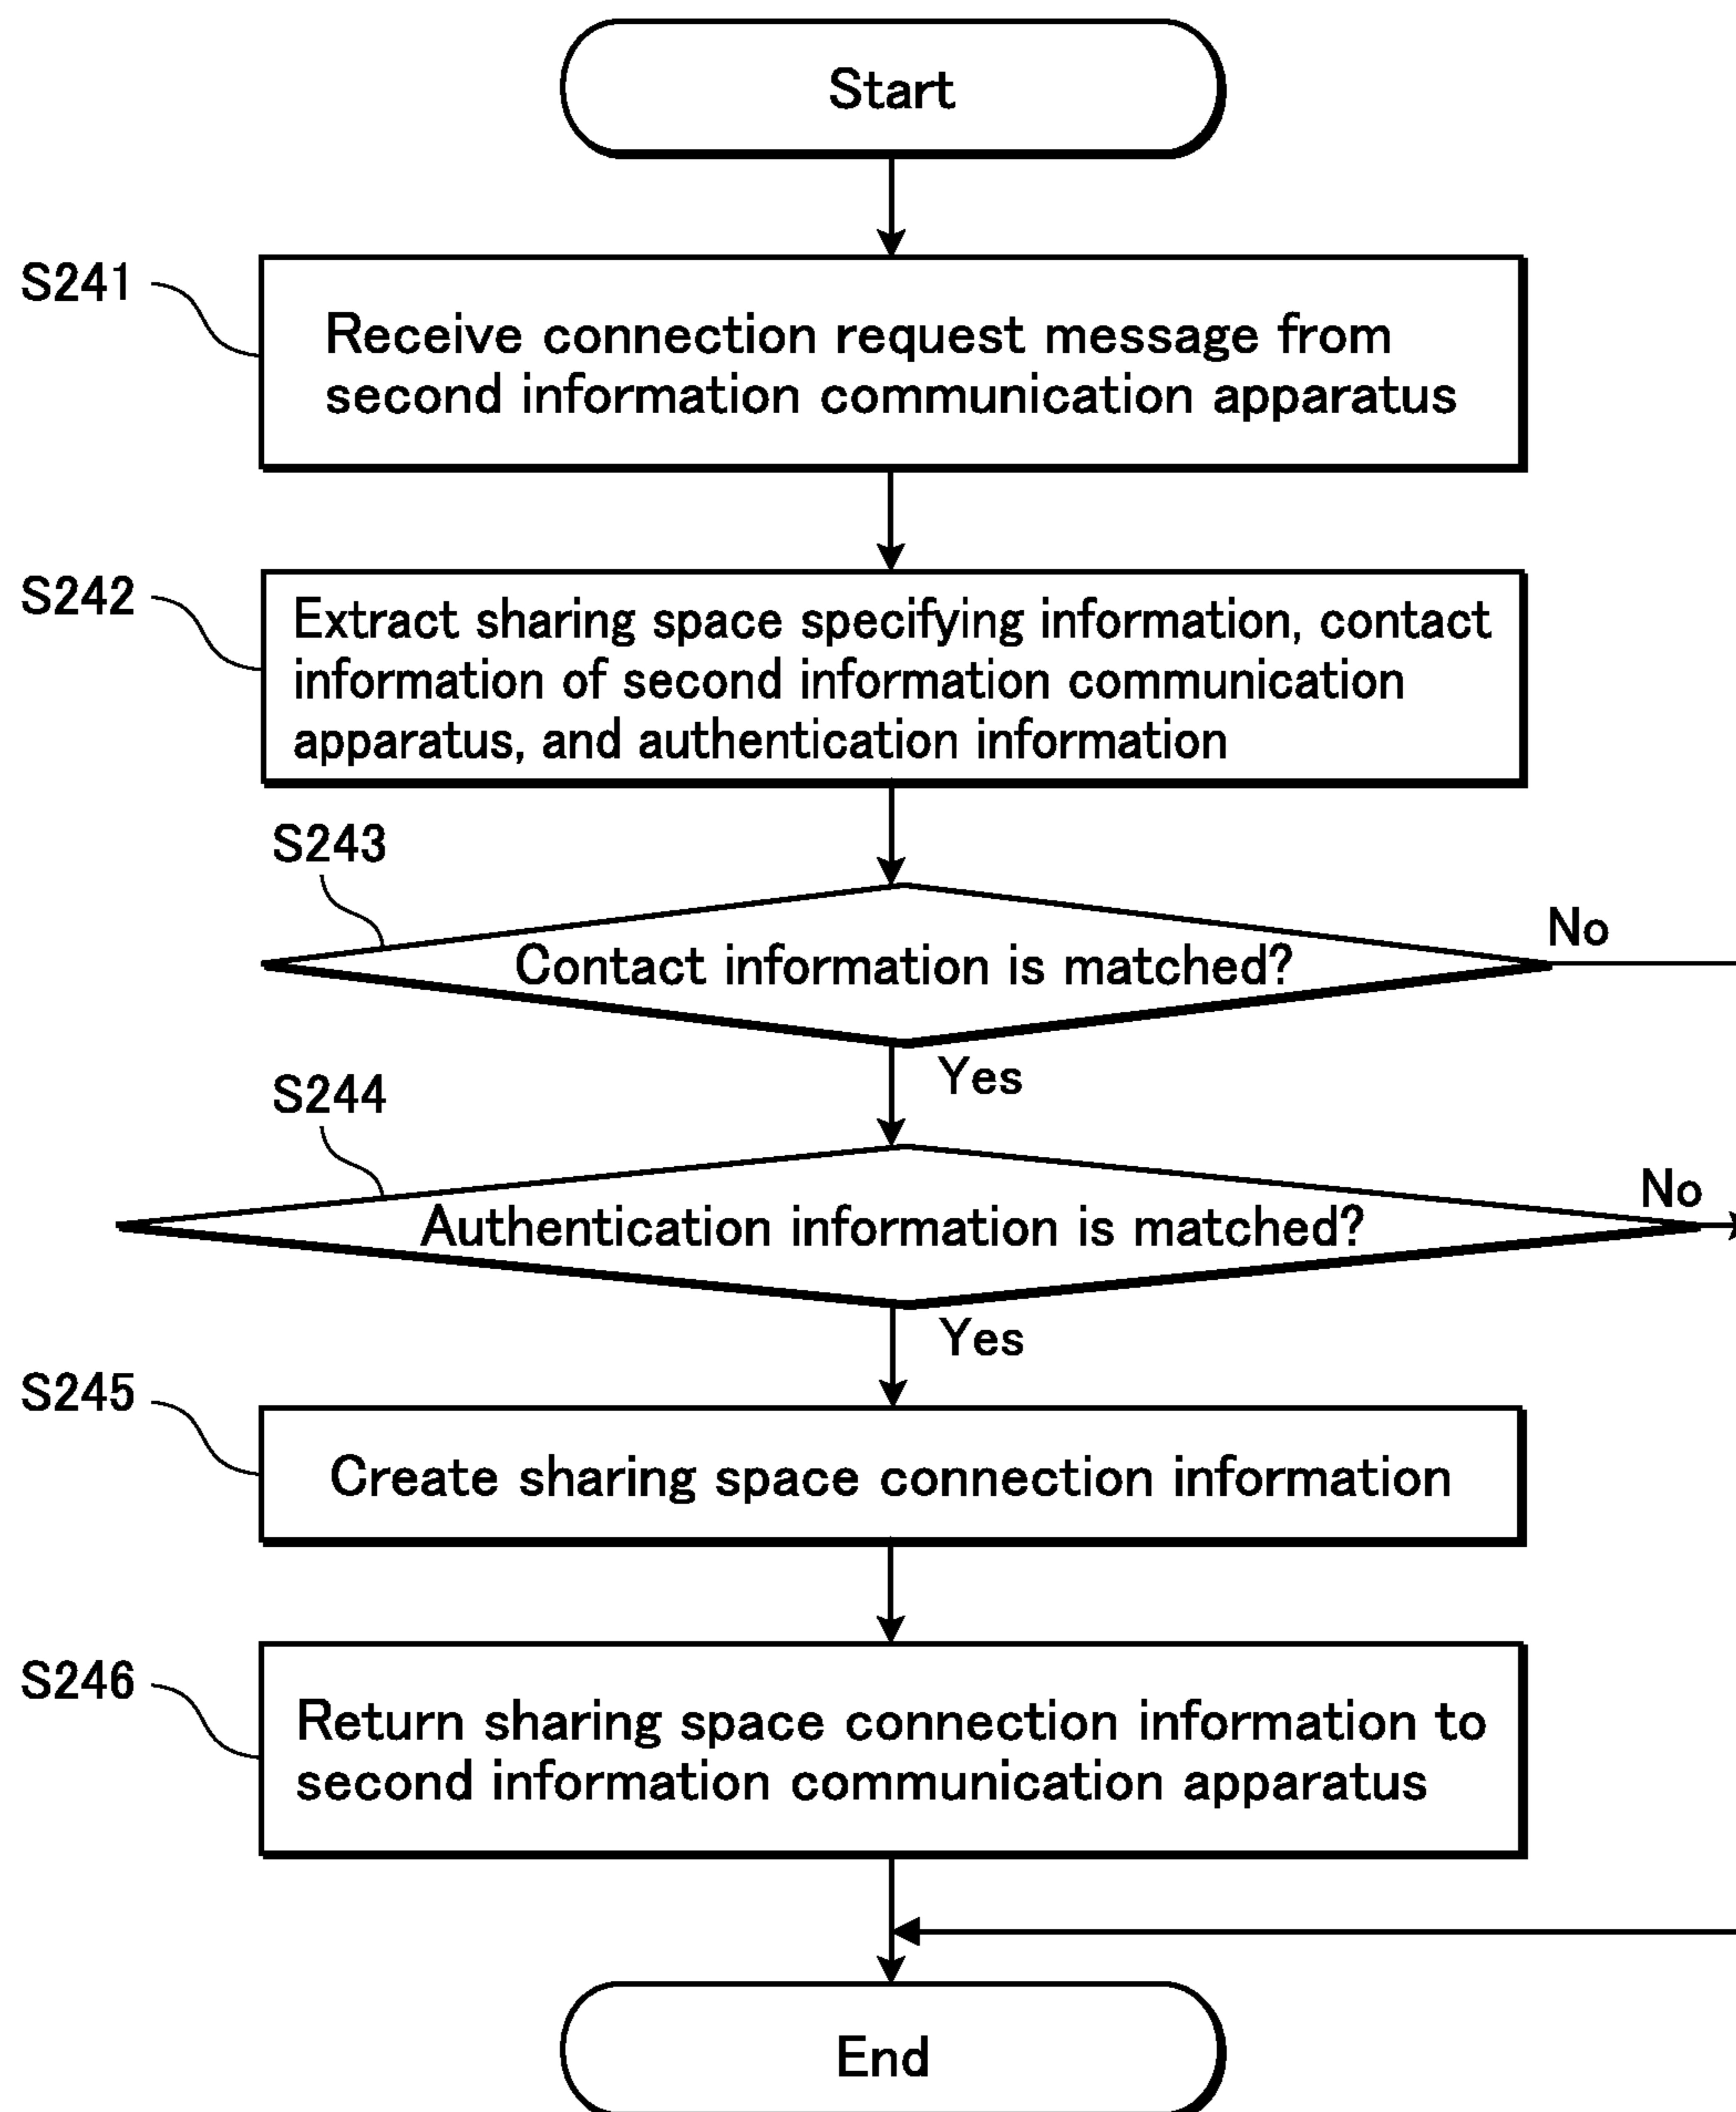 Start
S241
Receive connection request message from
second information communication apparatus
S242
Extract sharing space specifying information, contact
information of second information communication
apparatus, and authentication information
S243
Contact information is matched?
No
Yes
S244
Authentication information is matched?
No
Yes
S245
Create sharing space connection information
S246
Return sharing space connection information to
second information communication apparatus
End